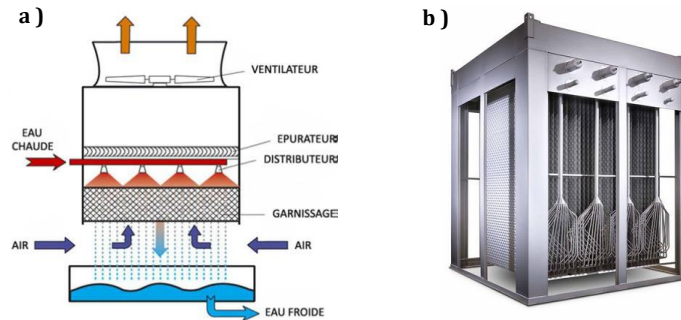 a )
b )
VENTILATEUR
EPURATEUR
EAU
CHAUDE
DISTRIBUTEUR
GARNISSAGE
AIR
AIR
EAU FROIDE